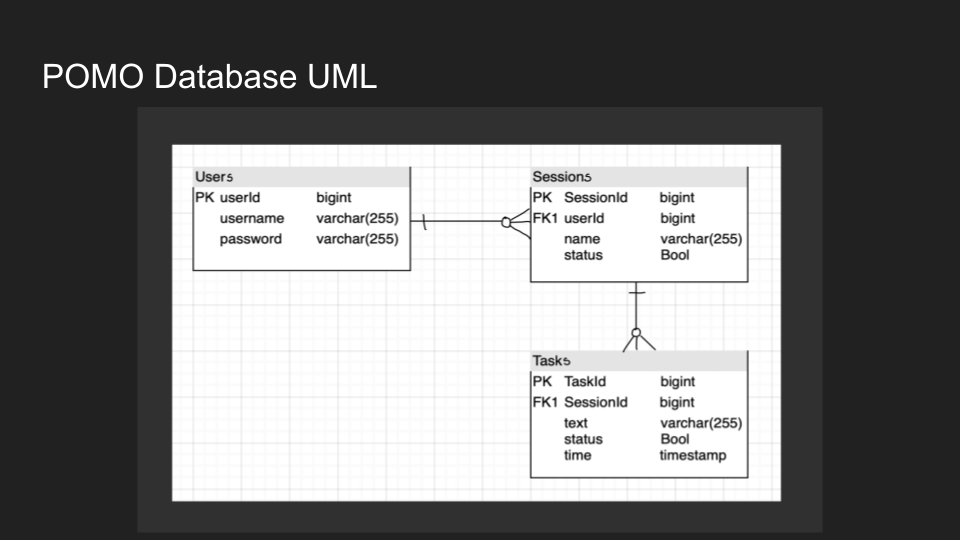 POMO Database UML
Users
PK userId bigint
username varchar(255)
password varchar(255)
Sessions
PK SessionId bigint
FK1 userId bigint
name varchar(255)
status Bool
Tasks
PK TaskId bigint
FK1 SessionId bigint
text varchar(255)
status Bool
time timestamp